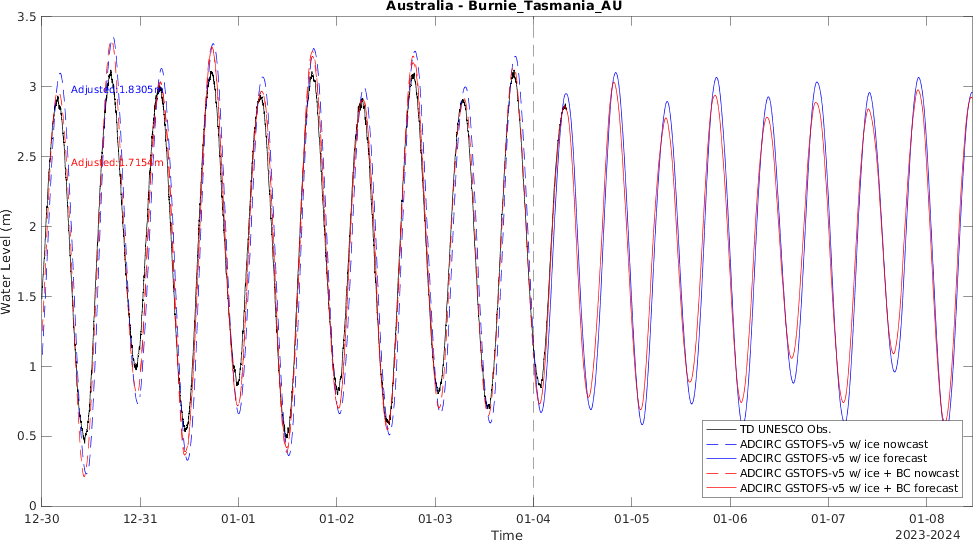 Australia - Burnie_Tasmania_AU
3.5
3
2.5
2
1.5
1
0.5
0
Water Level (m)
Adjusted:1.8305m
Adjusted:1.7154m
TD UNESCO Obs.
ADCIRC GSTOFS-v5 w/ ice nowcast
ADCIRC GSTOFS-v5 w/ ice forecast
ADCIRC GSTOFS-v5 w/ ice + BC nowcast
ADCIRC GSTOFS-v5 w/ ice + BC forecast
12-30 12-31 01-01 01-02 01-03 01-04 01-05 01-06 01-07 01-08
Time
2023-2024